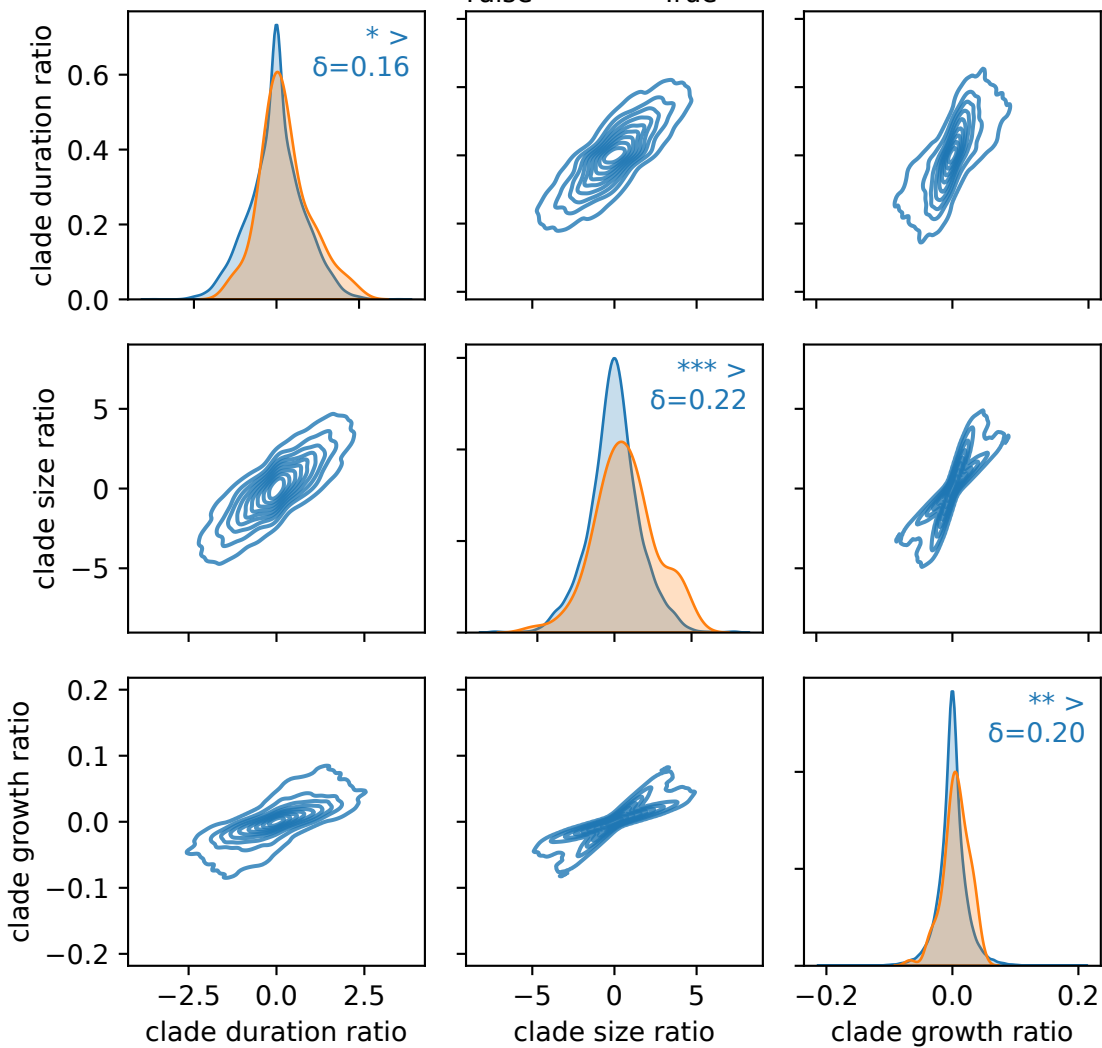 False True
clade duration ratio
0.6
0.4
0.2
0.0
* >
δ=0.16
clade size ratio
5
0
−5
*** >
δ=0.22
clade growth ratio
0.2
0.1
0.0
−0.1
−0.2
** >
δ=0.20
−2.5 0.0 2.5
−5 0 5
−0.2 0.0 0.2
clade duration ratio
clade size ratio
clade growth ratio